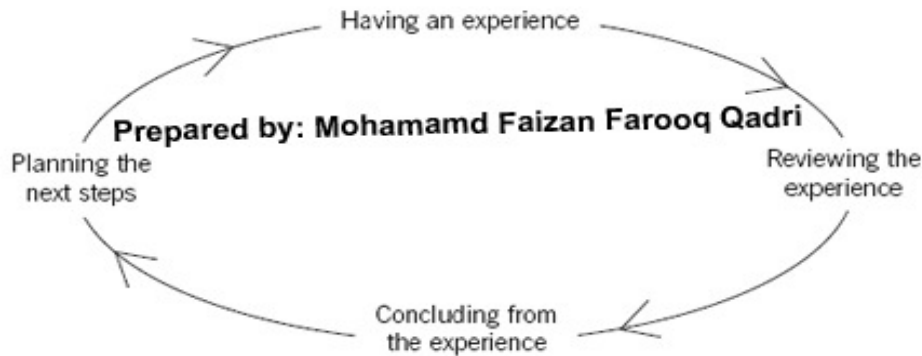 Having an experience
Prepared by: Mohamamd Faizan Farooq Qadri
Reviewing the
experience
Concluding from
the experience
Planning the
next steps